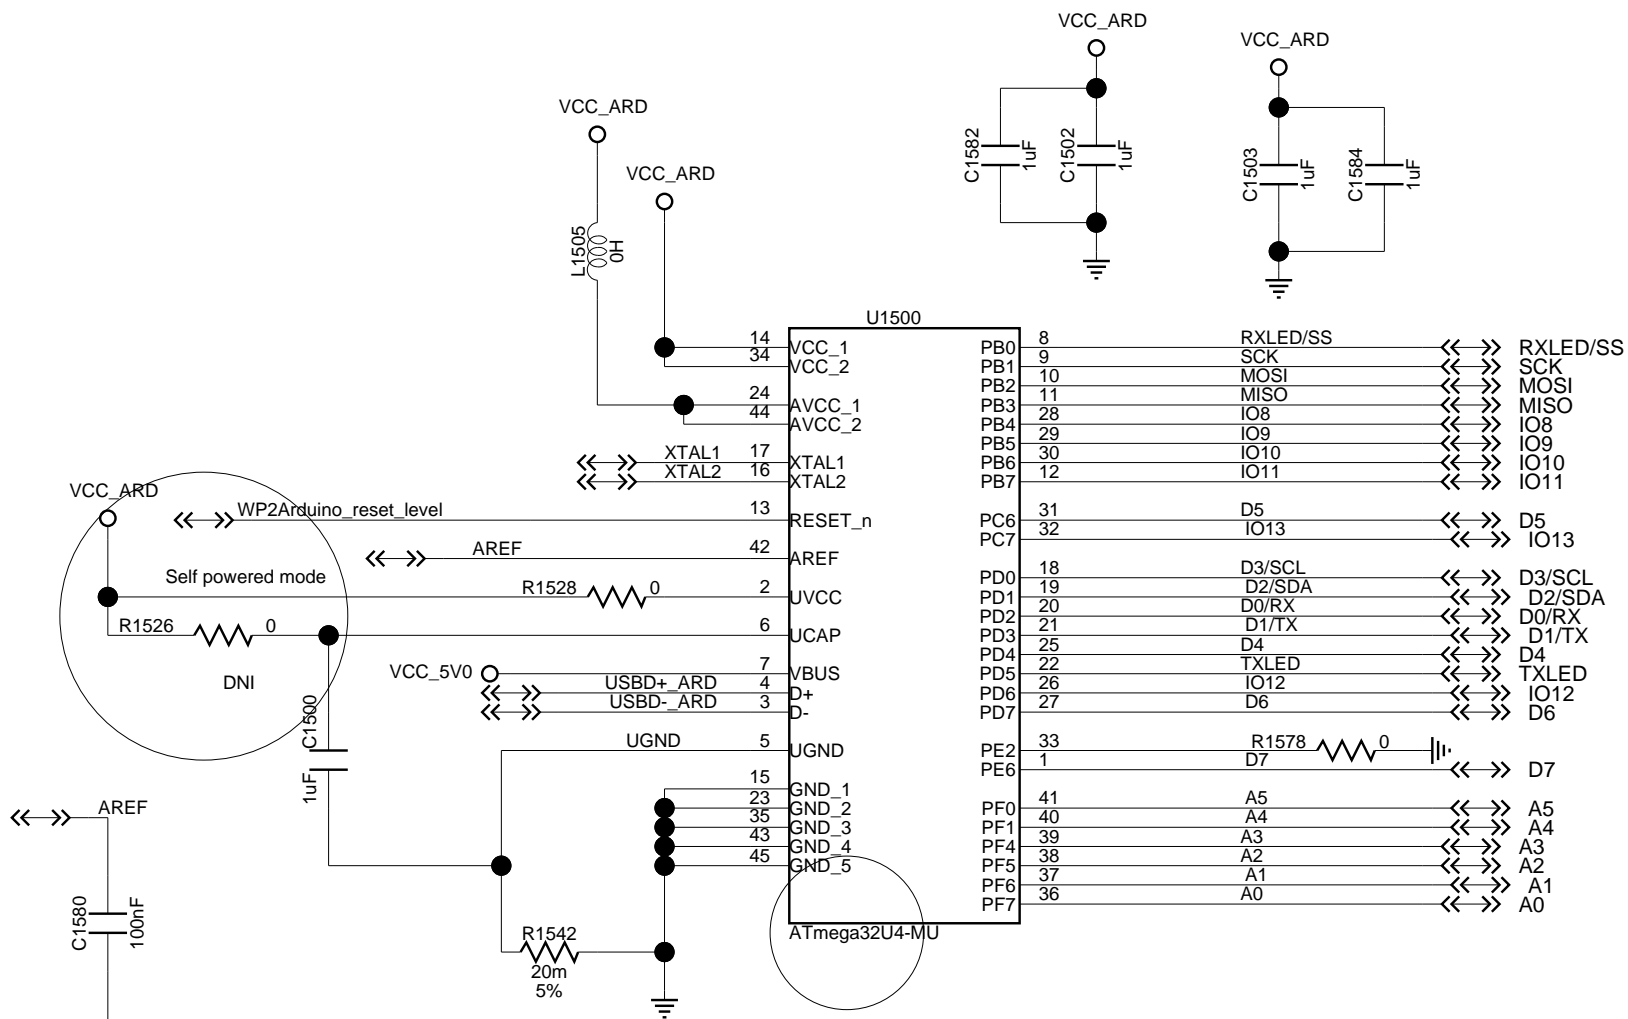 VCC_ARD
VCC_ARD
VCC_ARD
VCC_ARD
C1582
1uF
C1502
1uF
C1503
1uF
C1584
1uF
L1505
0H
U1500
14 VCC_1
34 VCC_2
24 AVCC_1
44 AVCC_2
XTAL1 17 XTAL1
XTAL2 16 XTAL2
VCC_ARD
WP2Arduino_reset_level 13 RESET_n
AREF 42 AREF
Self powered mode
R1528 0 2 UVCC
R1526 0 6 UCAP
DNI
VCC_5V0 7 VBUS
USBD+_ARD 4 D+
USBD-_ARD 3 D-
C1500
1uF
UGND 5 UGND
15 GND_1
23 GND_2
35 GND_3
43 GND_4
45 GND_5
AREF
C1580
100nF
R1542
20m
5%
ATmega32U4-MU
PB0 8 RXLED/SS RXLED/SS
PB1 9 SCK SCK
PB2 10 MOSI MOSI
PB3 11 MISO MISO
PB4 28 IO8 IO8
PB5 29 IO9 IO9
PB6 30 IO10 IO10
PB7 12 IO11 IO11
PC6 31 D5 D5
PC7 32 IO13 IO13
PD0 18 D3/SCL D3/SCL
PD1 19 D2/SDA D2/SDA
PD2 20 D0/RX D0/RX
PD3 21 D1/TX D1/TX
PD4 25 D4 D4
PD5 22 TXLED TXLED
PD6 26 IO12 IO12
PD7 27 D6 D6
PE2 33 R1578 0
PE6 1 D7 D7
PF0 41 A5 A5
PF1 40 A4 A4
PF4 39 A3 A3
PF5 38 A2 A2
PF6 37 A1 A1
PF7 36 A0 A0